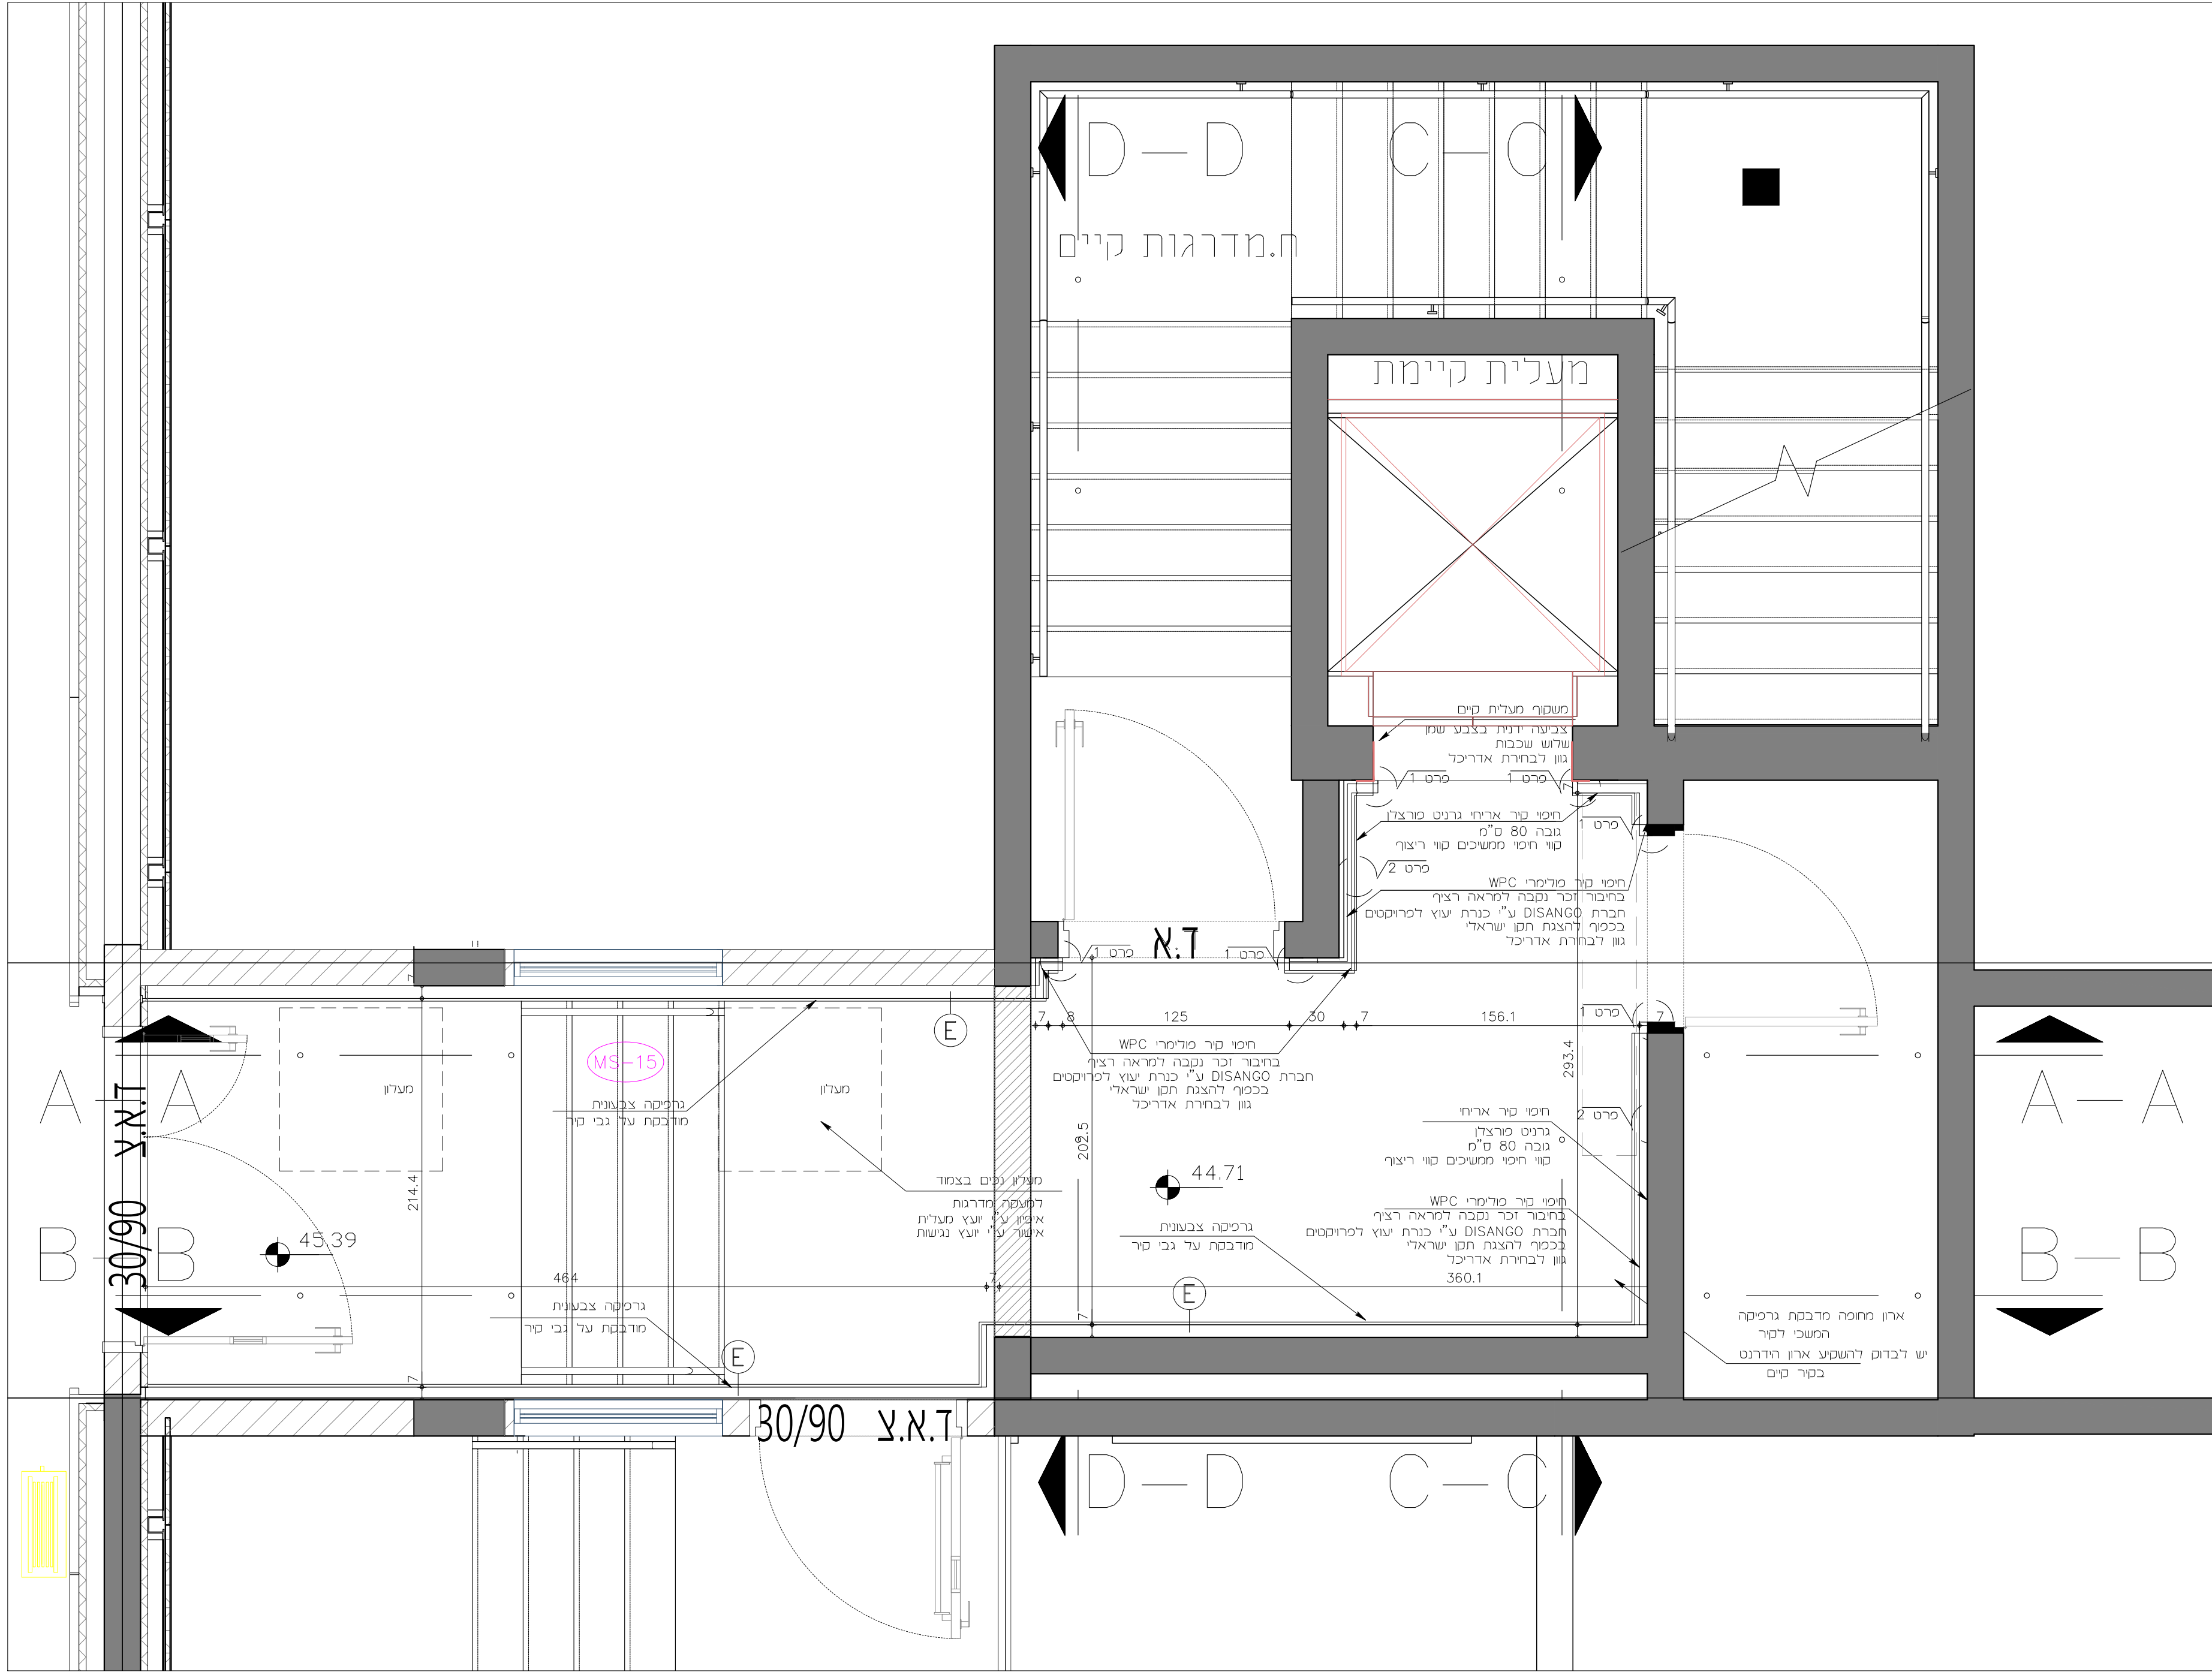 D—D
C—C
ח.מדרגות קיים
מעלית קיימת
משקוף מעלית קיים
צביעה ידנית בצבע שמן
שלוש שכבות
גוון לבחירת אדריכל
פרט 1
פרט 1
חיפוי קיר אריחי גרניט פורצלן
גובה 80 ס"מ
קווי חיפוי ממשיכים קווי ריצוף
פרט 1
פרט 2
חיפוי קיר פולימרי WPC
בחיבור זכר נקבה למראה רציף
חברת DISANGO ע"י כנרת יעוץ לפרויקטים
בכפוף להצגת תקן ישראלי
גוון לבחרת אדריכל
פרט 1
ד.א
פרט 1
7
7
8
125
30
7
156.1
7
פרט 1
E
MS-15
מעלון
מעלון
גרפיקה צבעונית
מודבקת על גבי קיר
חיפוי קיר פולימרי WPC
בחיבור זכר נקבה למראה רציף
חברת DISANGO ע"י כנרת יעוץ לפרויקטים
בכפוף להצגת תקן ישראלי
גוון לבחירת אדריכל
293.4
202.5
214.4
A—A
A—A
ד.א.צ 30/90
חיפוי קיר אריחי
גרניט פורצלן
גובה 80 ס"מ
קווי חיפוי ממשיכים קווי ריצוף
פרט 2
44.71
מעלון נכים בצמוד
למעקה מדרגות
איפיון ע"י יועץ מעלית
אישור ע"י יועץ נגישות
חיפוי קיר פולימרי WPC
בחיבור זכר נקבה למראה רציף
חברת DISANGO ע"י כנרת יעוץ לפרויקטים
בכפוף להצגת תקן ישראלי
גוון לבחירת אדריכל
גרפיקה צבעונית
מודבקת על גבי קיר
B—B
45.39
B—B
464
7
360.1
E
7
גרפיקה צבעונית
מודבקת על גבי קיר
E
7
ארון מחופה מדבקת גרפיקה
המשכי לקיר
יש לבדוק להשקיע ארון הידרנט
בקיר קיים
ד.א.צ 30/90
D—D
C—C